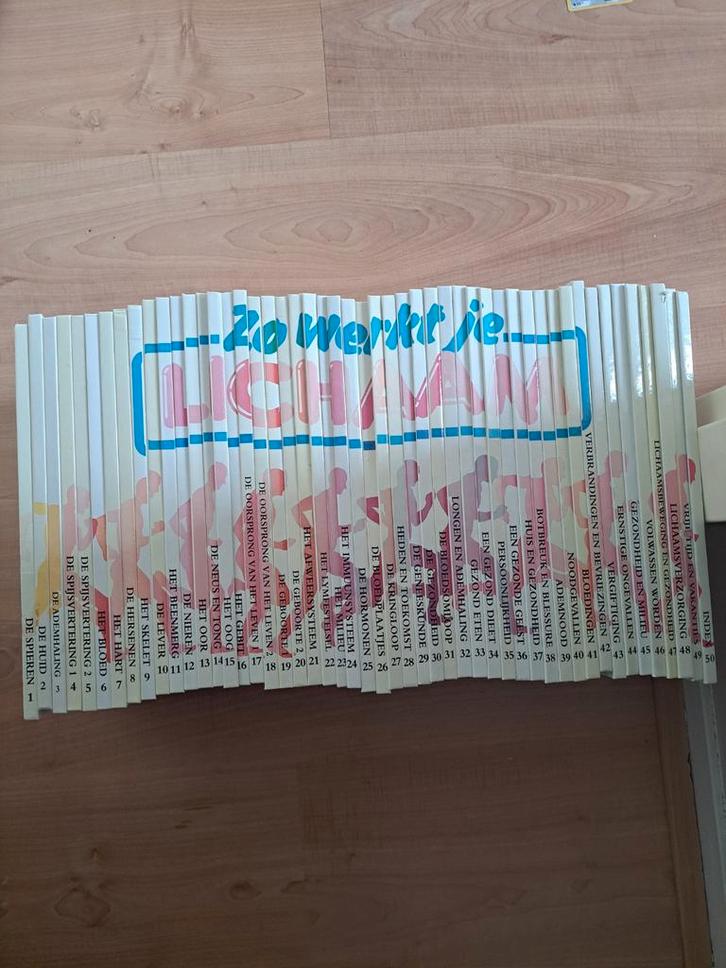 Zo werkt je
LICHAAM
DE SPIEREN 1
DE HUID 2
DE ADEMHALING 3
DE SPIJSVERTERING 1 4
DE SPIJSVERTERING 2 5
HET BLOED 6
HET HART 7
DE HERSENEN 8
HET SKELET 9
DE LEVER 10
HET BEENMERG 11
DE NIEREN 12
HET OOR 13
DE NEUS EN TONG 14
HET OOG 15
HET GEBIT 16
DE OORSPRONG VAN HET LEVEN 1 17
DE OORSPRONG VAN HET LEVEN 2 18
DE GEBOORTE 1 19
DE GEBOORTE 2 20
HET AFWEERSYSTEEM 21
HET LYMFESTELSEL 22
MILIEU 23
HET IMMUUNSYSTEEM 24
DE HORMONEN 25
DE BLOEDPLAATJES 26
DE KRINGLOOP 27
HEDEN EN TOEKOMST 28
DE GENEESKUNDE 29
DE GEZONDHEID 30
DE BLOEDSOMLOOP 31
LONGEN EN ADEMHALING 32
GEZOND ETEN 33
EEN GEZOND DIEET 34
PERSOONLIJKHEID 35
EEN GEZONDE GEEST 36
HUIS EN GEZONDHEID 37
BOTBREUK EN SPIERBLESSURE 38
ADEMNOOD 39
NOODGEVALLEN 40
BLOEDINGEN 41
VERBRANDINGEN EN BEVRIEZINGEN 42
VERGIFTIGING 43
ERNSTIGE ONGEVALLEN 44
GEZONDHEID EN MILIEU 45
VOLWASSEN WORDEN 46
LICHAAMSBEWEGING EN GEZONDHEID 47
LICHAAMSVERZORGING 48
VRIJE TIJD EN VAKANTIES 49
INDEX 50